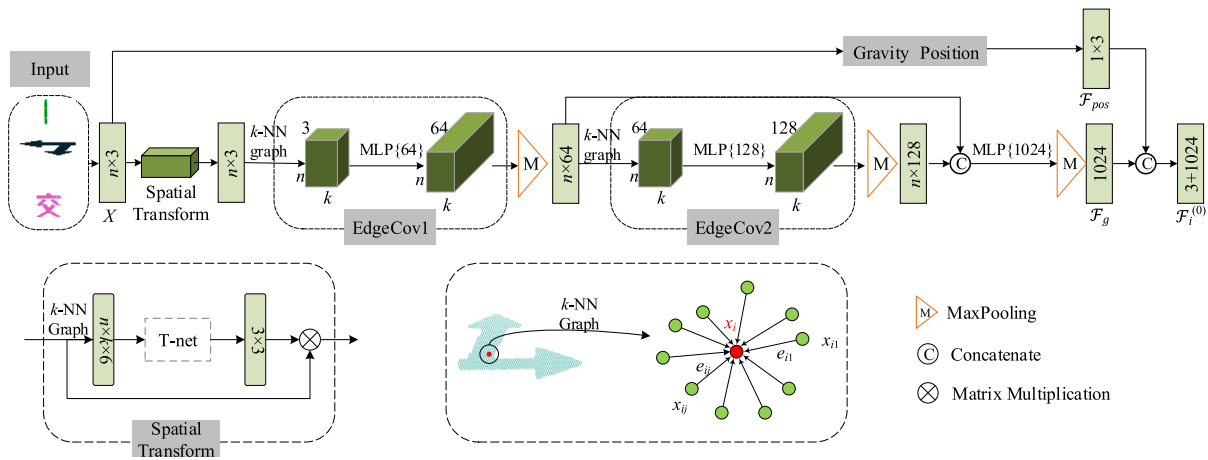 Input
交
n×3
X
Spatial
Transform
n×3
k-NN
graph
3
n
k
MLP{64}
64
n
k
EdgeCov1
M
n×64
k-NN
graph
64
n
k
MLP{128}
128
n
k
EdgeCov2
M
n×128
C
MLP{1024}
M
1024
ℱg
Gravity Position
1×3
ℱpos
C
3+1024
ℱi(0)
k-NN
Graph
n×k×6
T-net
3×3
Spatial
Transform
k-NN
Graph
xi
xi1
ei1
eij
xij
M MaxPooling
C Concatenate
Matrix Multiplication